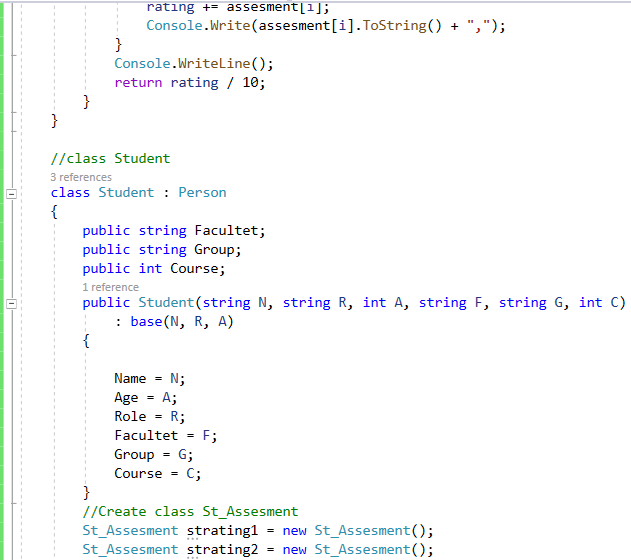 rating += assesment[i];
Console.Write(assesment[i].ToString() + ",");
}
Console.WriteLine();
return rating / 10;
}
}
//class Student
3 references
class Student : Person
{
public string Facultet;
public string Group;
public int Course;
1 reference
public Student(string N, string R, int A, string F, string G, int C)
: base(N, R, A)
{
Name = N;
Age = A;
Role = R;
Facultet = F;
Group = G;
Course = C;
}
//Create class St_Assesment
St_Assesment strating1 = new St_Assesment();
St_Assesment strating2 = new St_Assesment();